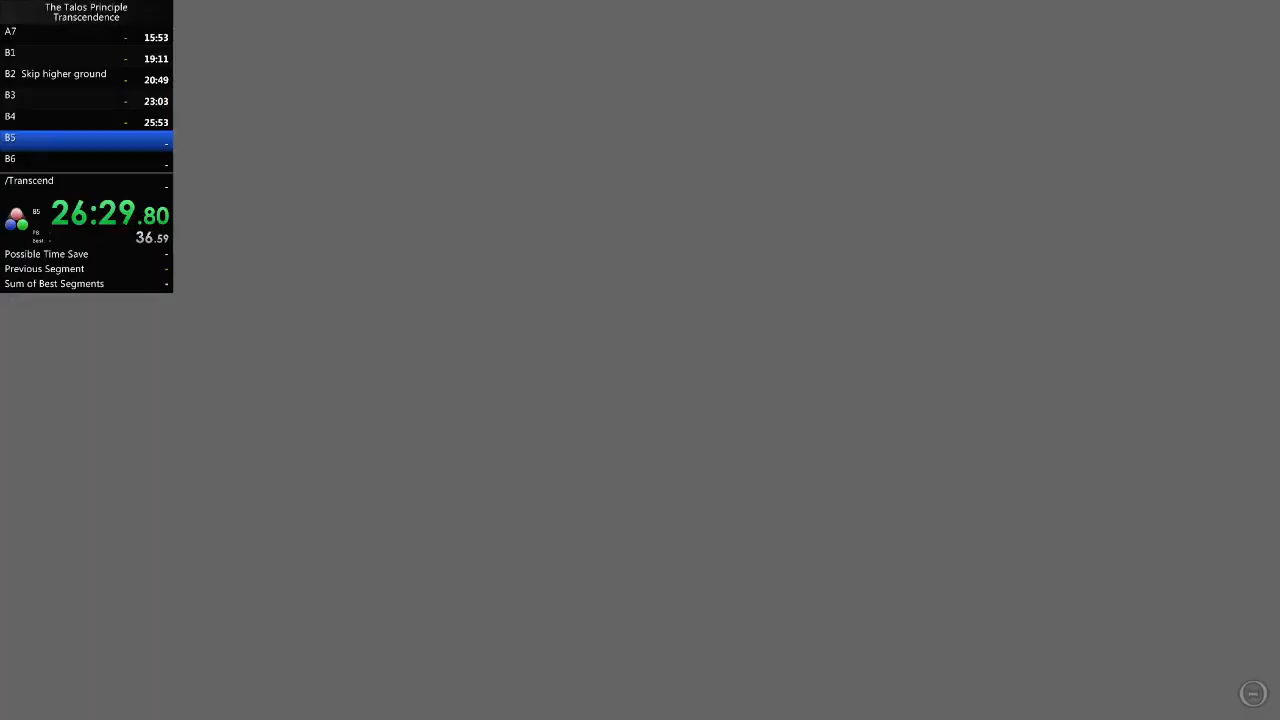 The Talos Principle
Transcendence
A7 - 15:53
B1 - 19:11
B2 Skip higher ground - 20:49
B3 - 23:03
B4 - 25:53
B5 -
B6 -
/Transcend -
B5 26:29.80
PB: -
Best: - 36.59
Possible Time Save -
Previous Segment -
Sum of Best Segments -